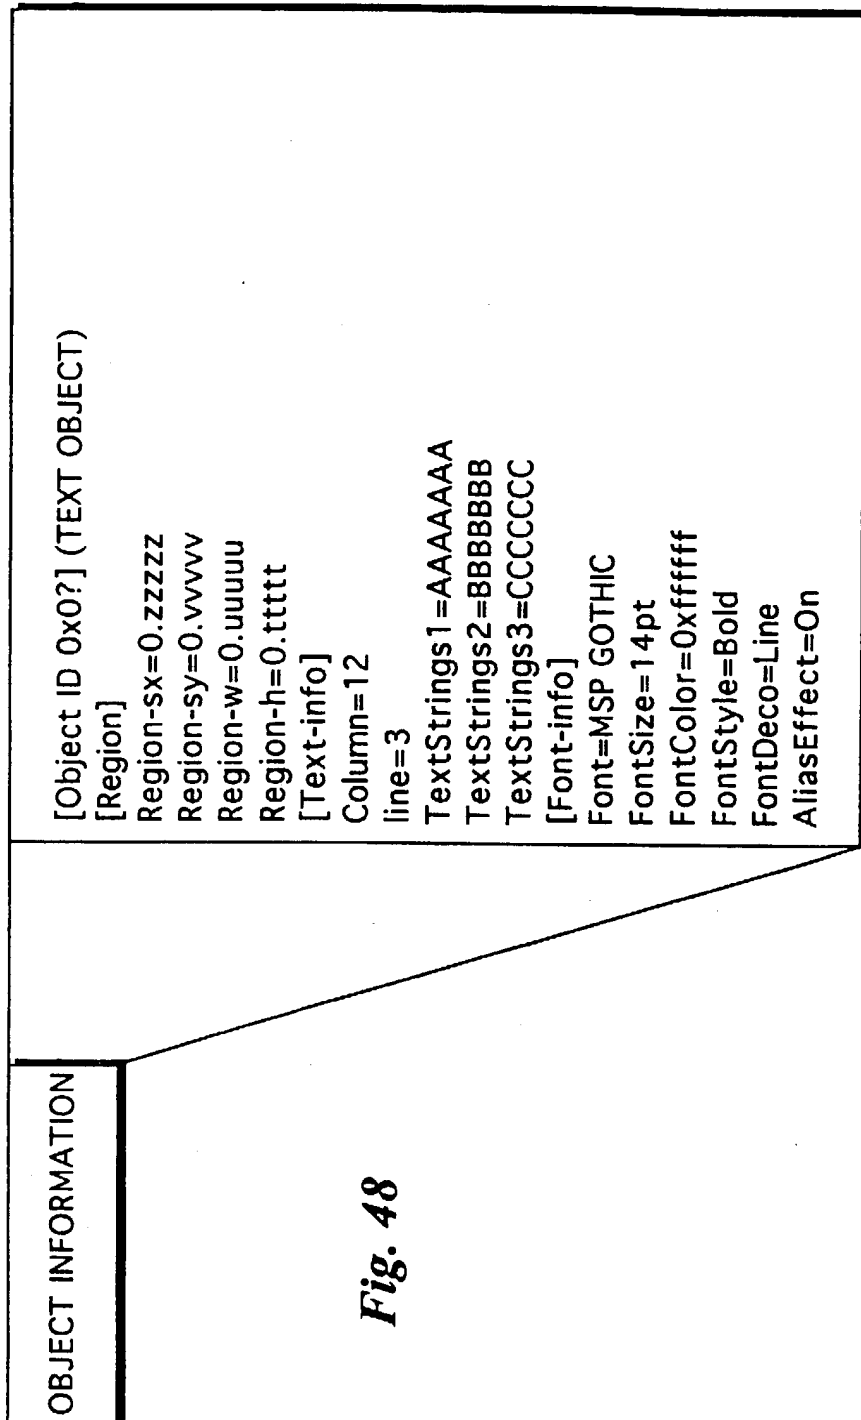 OBJECT INFORMATION
[Object ID 0x0?] (TEXT OBJECT)
[Region]
Region-sx=0.zzzzz
Region-sy=0.vvvvv
Region-w=0.uuuuu
Region-h=0.ttttt
[Text-info]
Column=12
line=3
TextStrings1=AAAAAAA
TextStrings2=BBBBBBB
TextStrings3=CCCCCCC
[Font-info]
Font=MSP GOTHIC
FontSize=14pt
FontColor=0xffffff
FontStyle=Bold
FontDeco=Line
AliasEffect=On
Fig. 48